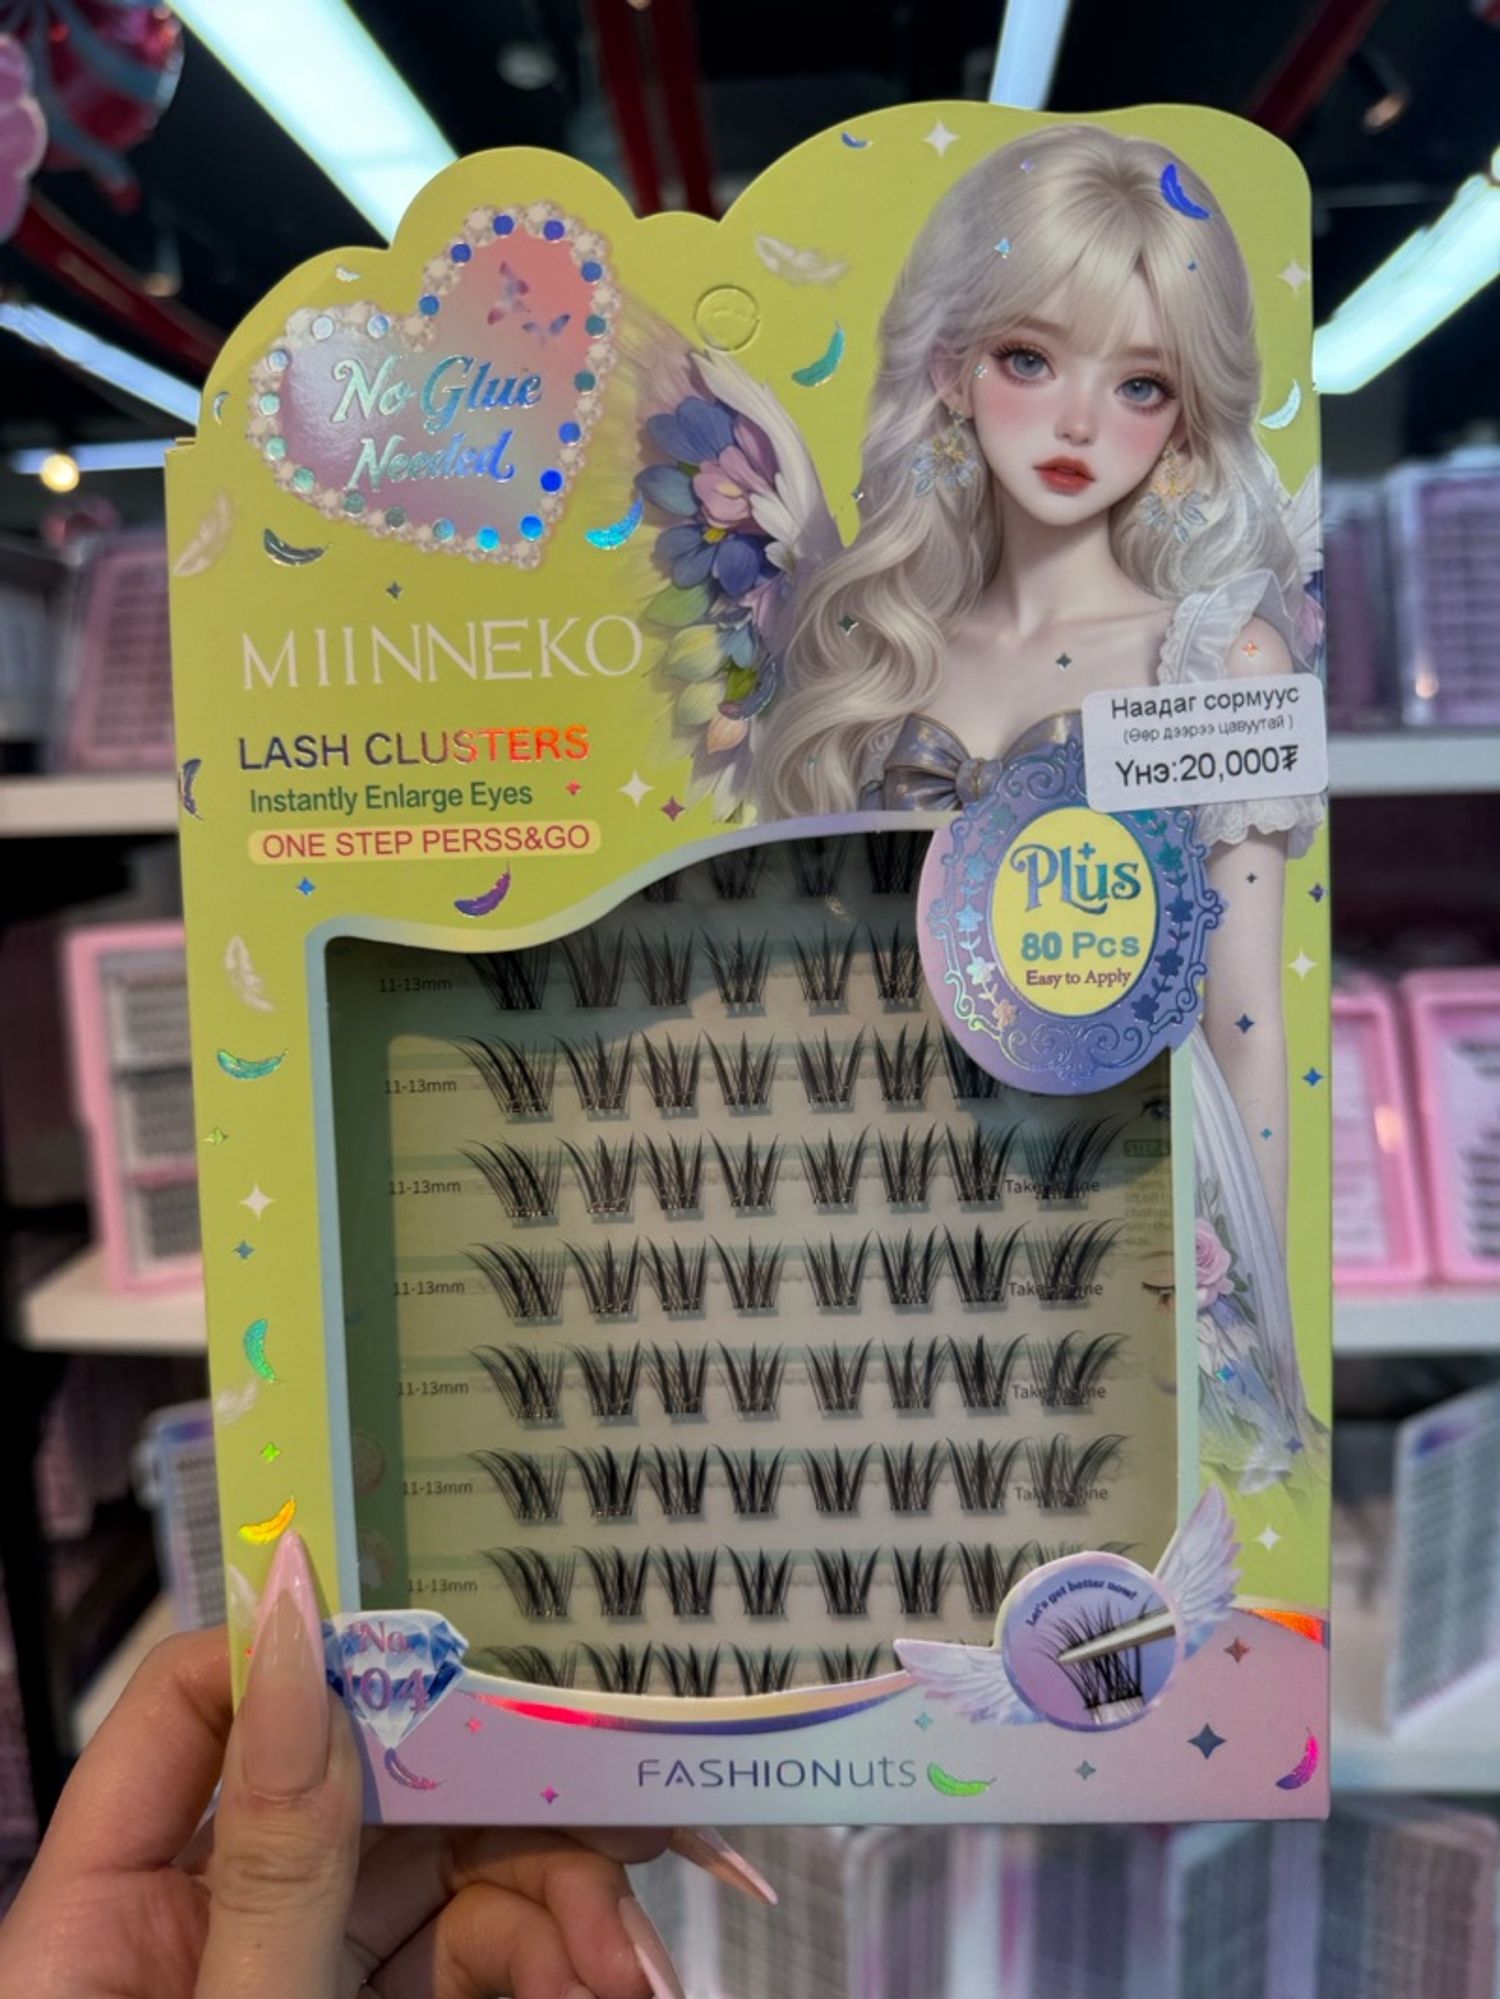 No Glue
Needed
MIINNEKO
LASH CLUSTERS
Instantly Enlarge Eyes
ONE STEP PERSS&GO
Наадаг сормуус
(Өөр дээрээ цавуутай )
Үнэ:20,000₮
Plus
80 Pcs
Easy to Apply
11-13mm
11-13mm
11-13mm
11-13mm
11-13mm
11-13mm
11-13mm
STEP
Let's get better now!
No.
104
FASHIONuts